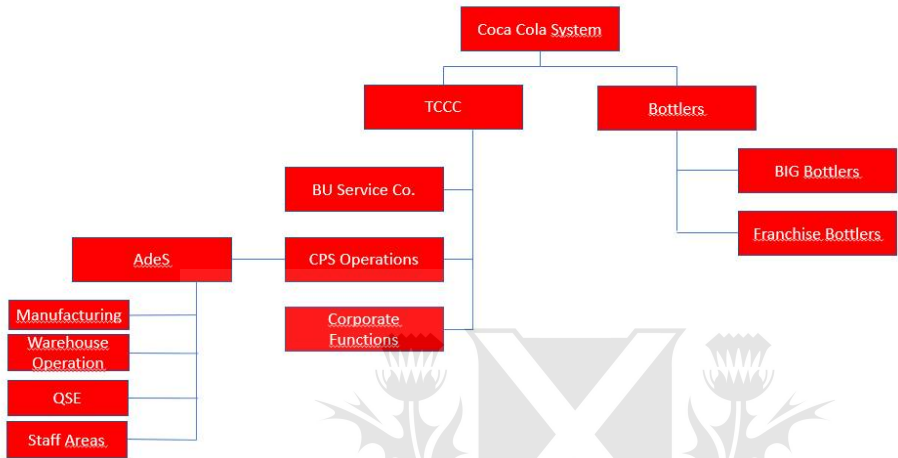 Coca Cola System
TCCC
Bottlers
BU Service Co.
BIG Bottlers
Franchise Bottlers
AdeS
CPS Operations
Manufacturing
Corporate
Functions
Warehouse
Operation
QSE
Staff Areas